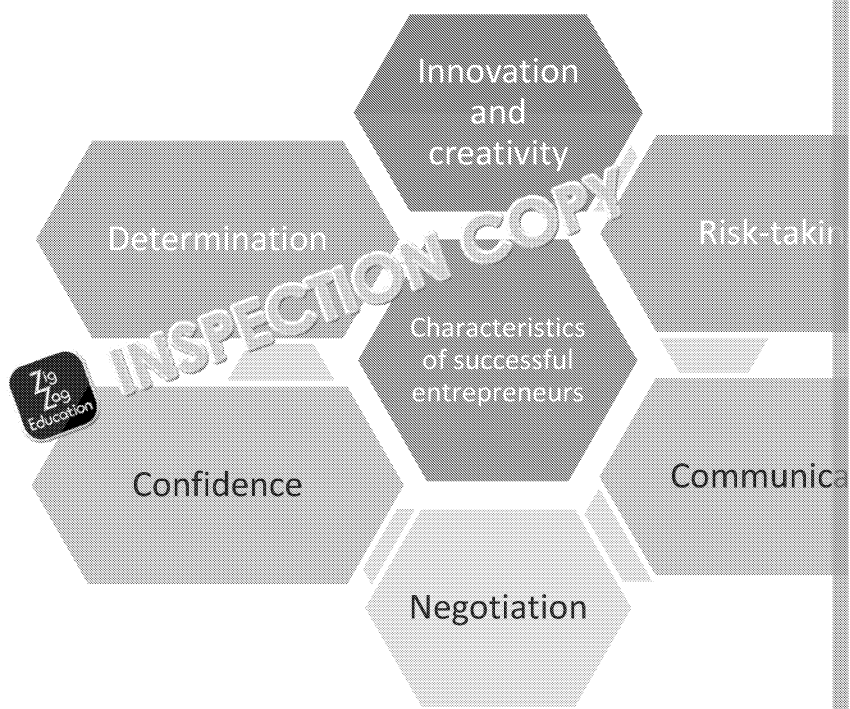 Innovation
and
creativity
Determination
Risk-takin
INSPECTION COPY
Characteristics
of successful
entrepreneurs
Zig
Zag
Education
Confidence
Communica
Negotiation